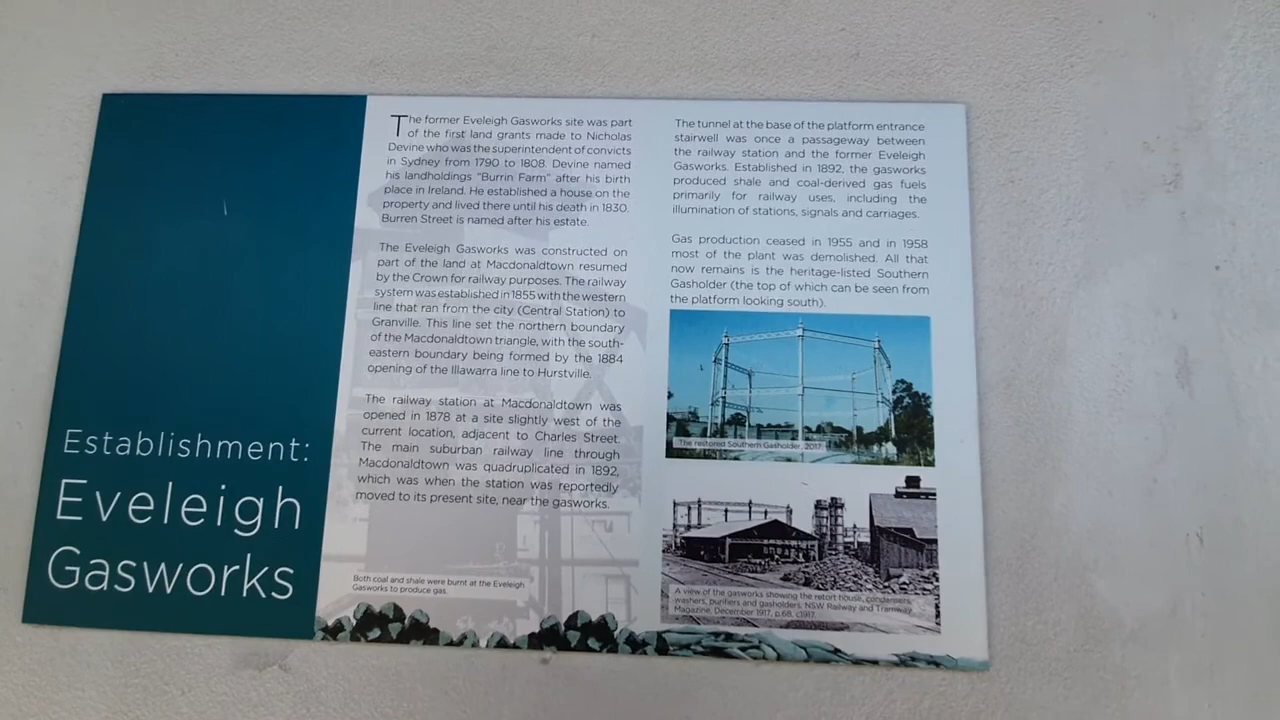 Establishment:
Eveleigh
Gasworks
The former Eveleigh Gasworks site was part
of the first land grants made to Nicholas
Devine who was the superintendent of convicts
in Sydney from 1790 to 1808. Devine named
his landholdings "Burrin Farm" after his birth
place in Ireland. He established a house on the
property and lived there until his death in 1830.
Burren Street is named after his estate.
The Eveleigh Gasworks was constructed on
part of the land at Macdonaldtown resumed
by the Crown for railway purposes. The railway
system was established in 1855 with the western
line that ran from the city (Central Station) to
Granville. This line set the northern boundary
of the Macdonaldtown triangle, with the south-
eastern boundary being formed by the 1884
opening of the Illawarra line to Hurstville.
The railway station at Macdonaldtown was
opened in 1878 at a site slightly west of the
current location, adjacent to Charles Street.
The main suburban railway line through
Macdonaldtown was quadruplicated in 1892,
which was when the station was reportedly
moved to its present site, near the gasworks.
Both coal and shale were burnt at the Eveleigh
Gasworks to produce gas.
The tunnel at the base of the platform entrance
stairwell was once a passageway between
the railway station and the former Eveleigh
Gasworks. Established in 1892, the gasworks
produced shale and coal-derived gas fuels
primarily for railway uses, including the
illumination of stations, signals and carriages.
Gas production ceased in 1955 and in 1958
most of the plant was demolished. All that
now remains is the heritage-listed Southern
Gasholder (the top of which can be seen from
the platform looking south).
The restored Southern Gasholder, 2017
A view of the gasworks showing the retort house, condensers,
washers, purifiers and gasholders. NSW Railway and Tramway
Magazine, December 1917, p.68, c1917.